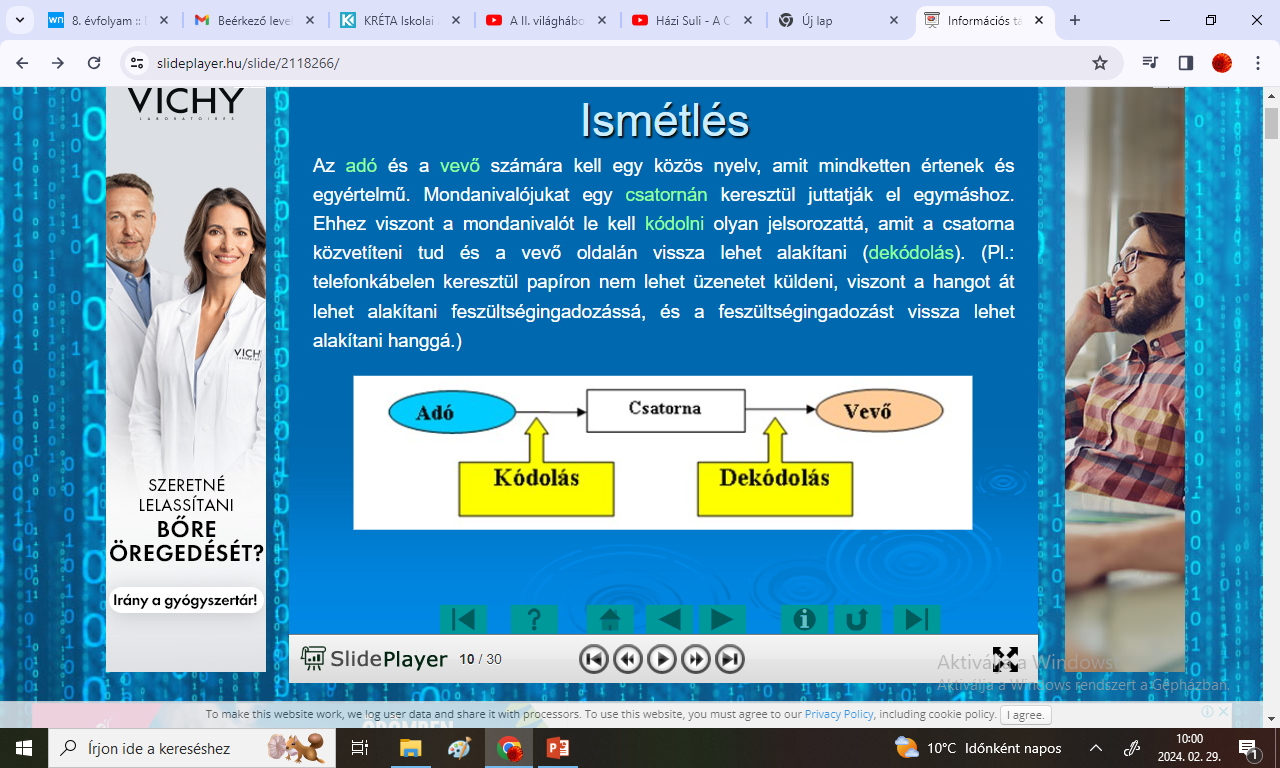 8. évfolyam ::
Beérkező level
KRÉTA Iskolai
A II. világhábo
Házi Suli - A
Új lap
Információs tá
slideplayer.hu/slide/2118266/
VICHY
LABORATOIRES
VICHY
SZERETNÉ
LELASSÍTANI
BŐRE
ÖREGEDÉSÉT?
Irány a gyógyszertár!
Ismétlés
Az adó és a vevő számára kell egy közös nyelv, amit mindketten értenek és
egyértelmű. Mondanivalójukat egy csatornán keresztül juttatják el egymáshoz.
Ehhez viszont a mondanivalót le kell kódolni olyan jelsorozattá, amit a csatorna
közvetíteni tud és a vevő oldalán vissza lehet alakítani (dekódolás). (Pl.:
telefonkábelen keresztül papíron nem lehet üzenetet küldeni, viszont a hangot át
lehet alakítani feszültségingadozássá, és a feszültségingadozást vissza lehet
alakítani hanggá.)
Adó
Csatorna
Vevő
Kódolás
Dekódolás
SlidePlayer
10 / 30
Aktiválja a Windows
Aktiválja a Windows rendszert a Gépházban.
To make this website work, we log user data and share it with processors. To use this website, you must agree to our Privacy Policy, including cookie policy. I agree.
Írjon ide a kereséshez
10°C Időnként napos
10:00
2024. 02. 29.
1